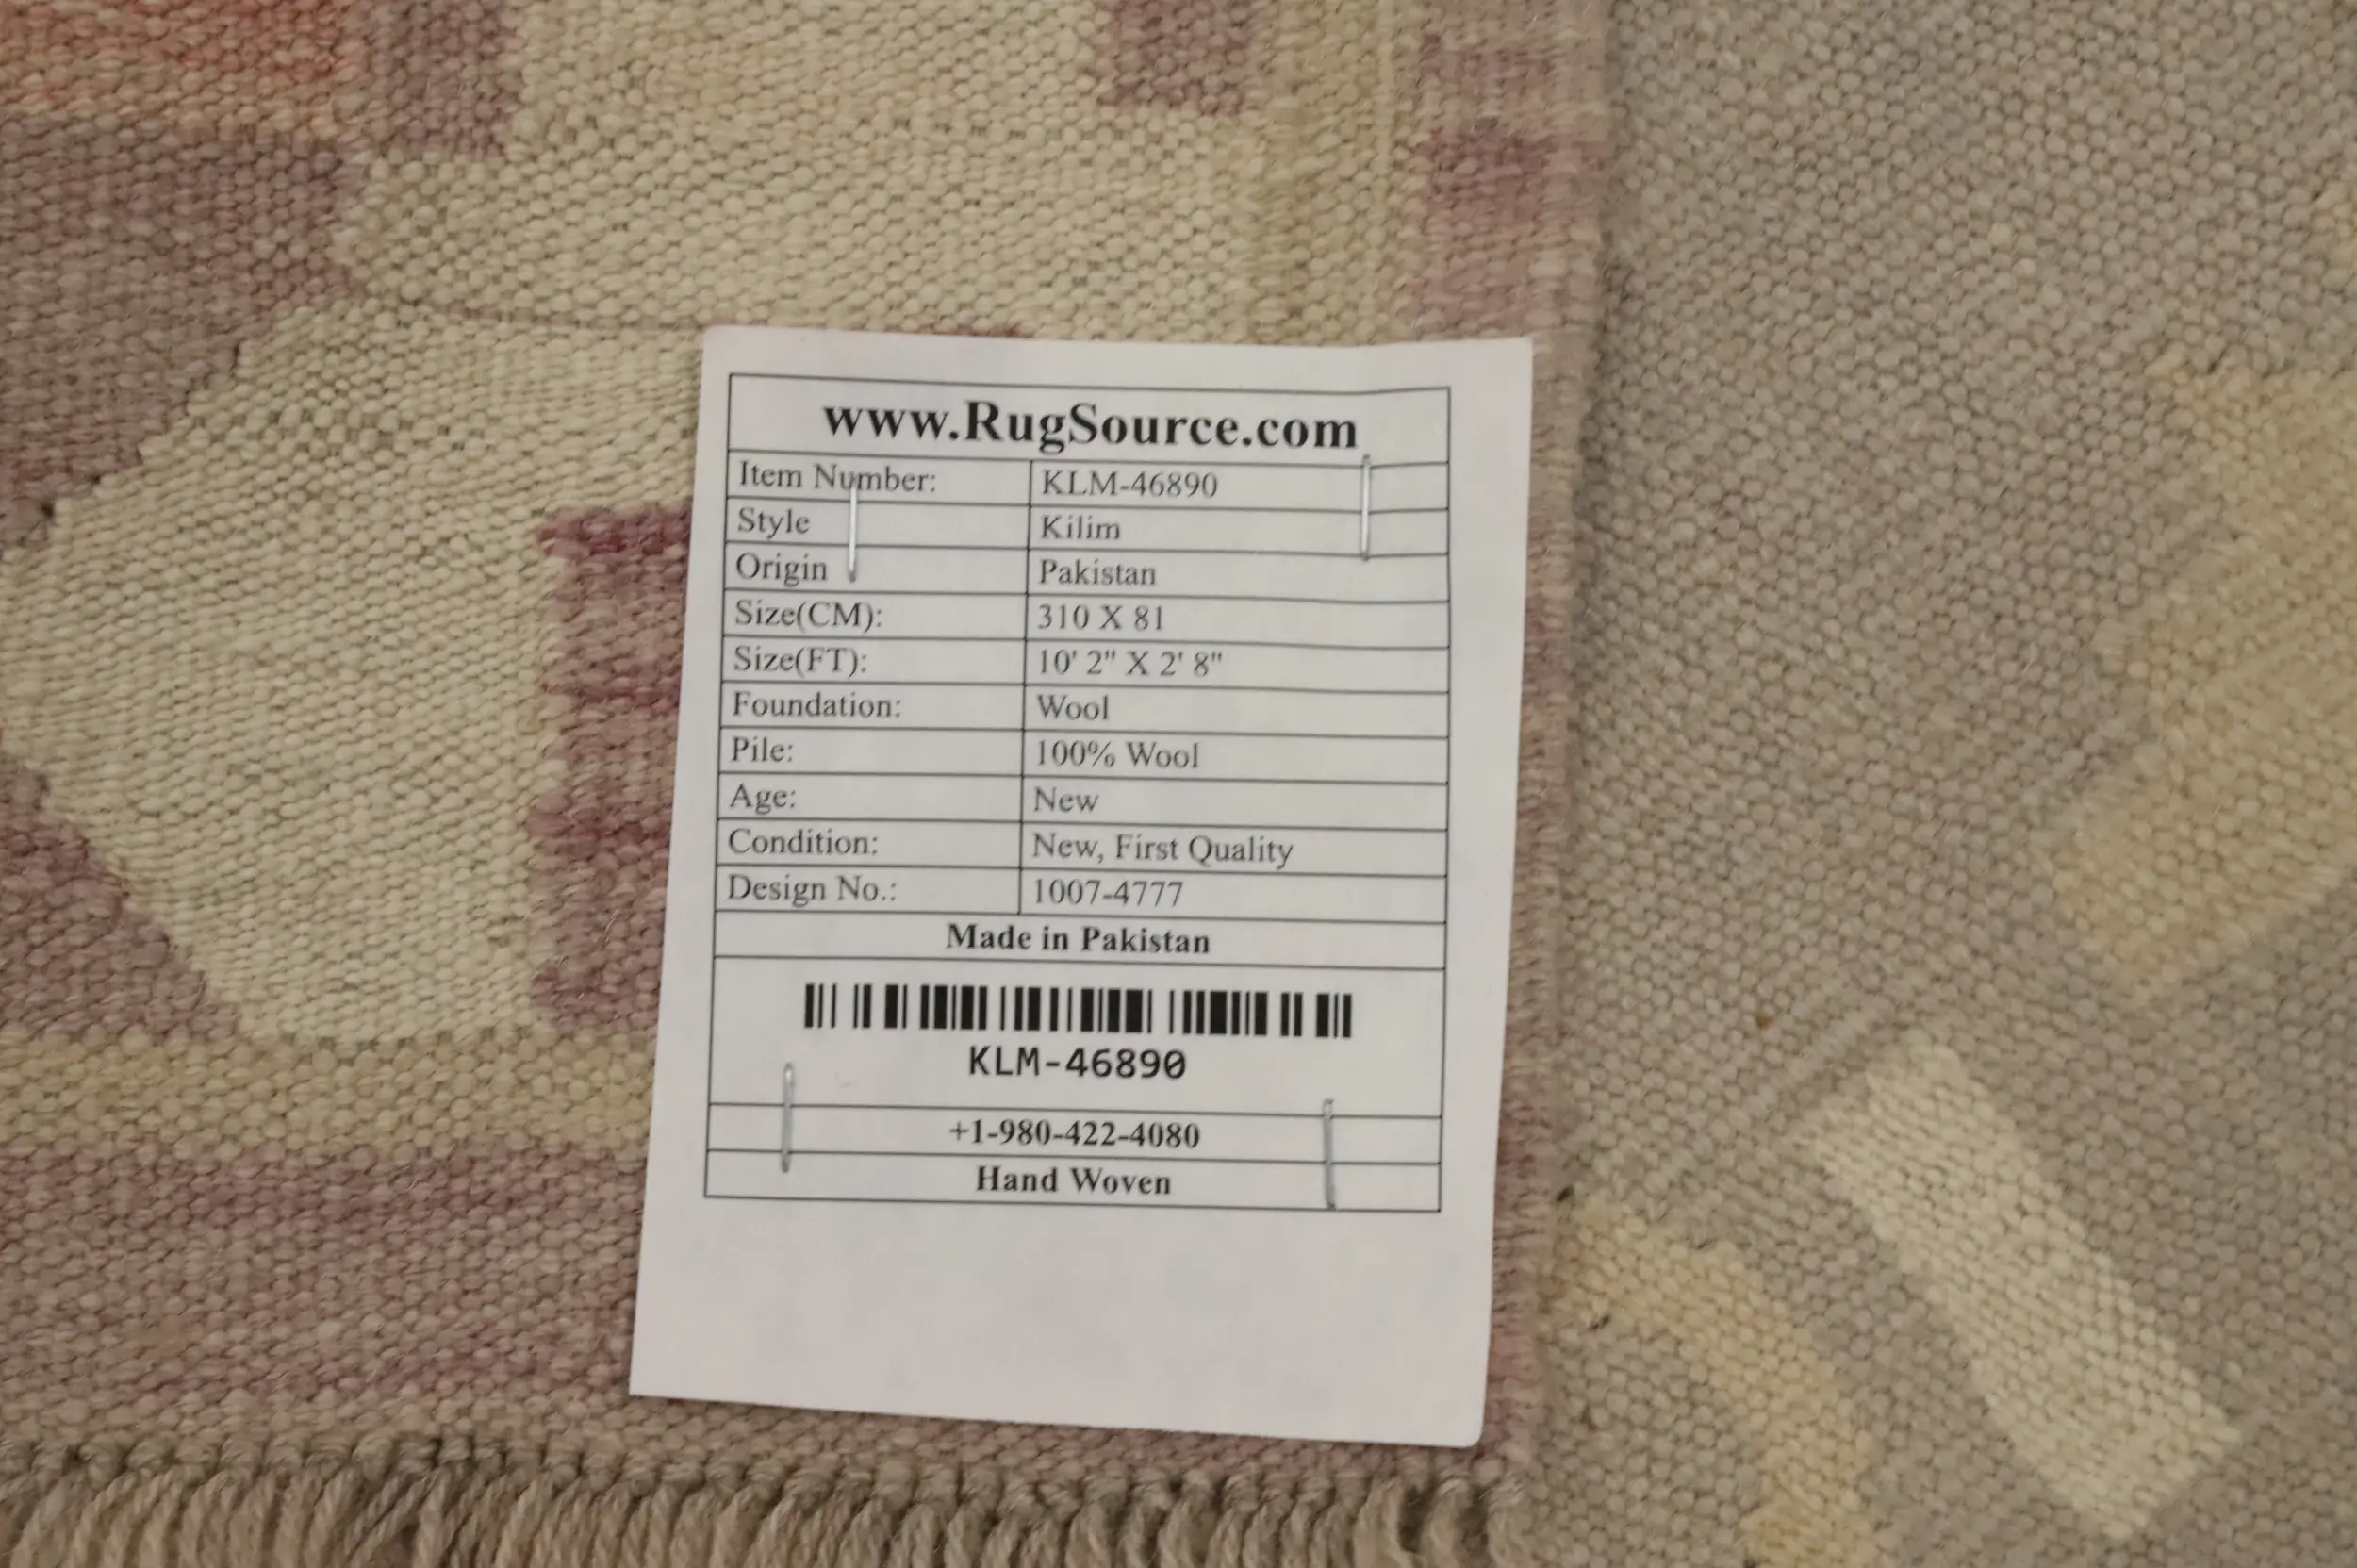 www.RugSource.com
Item Number: KLM-46890
Style Kilim
Origin Pakistan
Size(CM): 310 X 81
Size(FT): 10' 2" X 2' 8"
Foundation: Wool
Pile: 100% Wool
Age: New
Condition: New, First Quality
Design No.: 1007-4777
Made in Pakistan
KLM-46890
+1-980-422-4080
Hand Woven